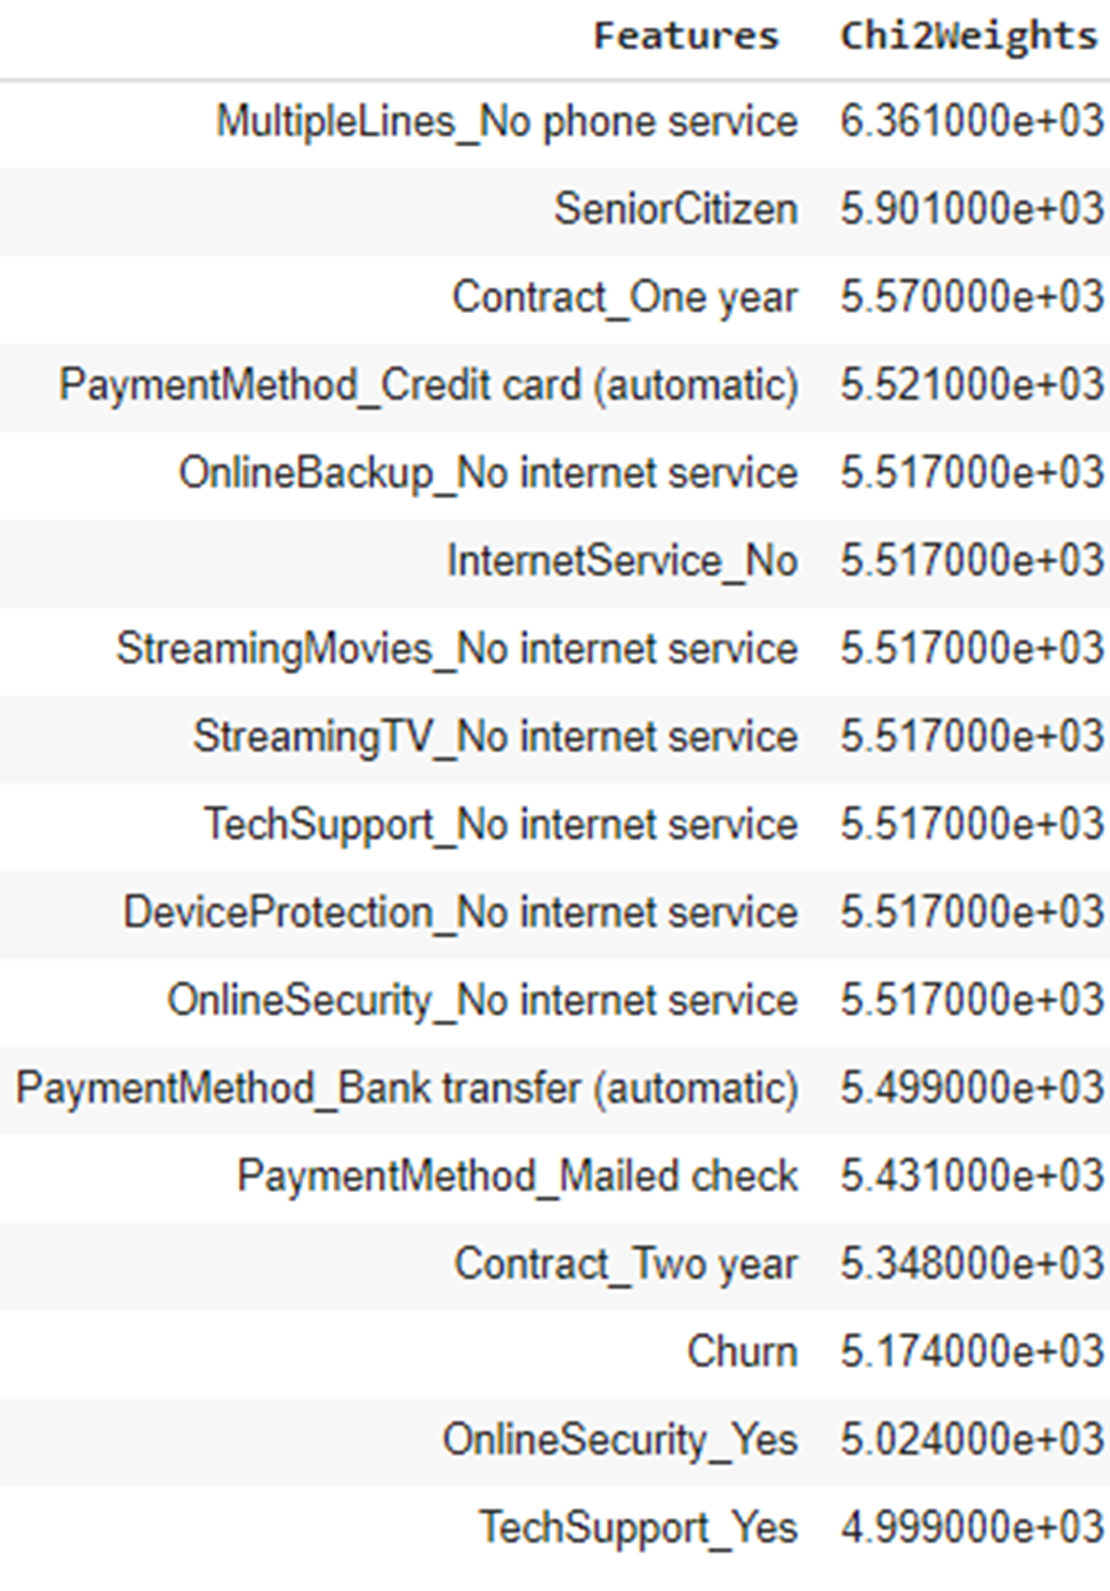 Features Chi2Weights
MultipleLines_No phone service 6.361000e+03
SeniorCitizen 5.901000e+03
Contract_One year 5.570000e+03
PaymentMethod_Credit card (automatic) 5.521000e+03
OnlineBackup_No internet service 5.517000e+03
InternetService_No 5.517000e+03
StreamingMovies_No internet service 5.517000e+03
StreamingTV_No internet service 5.517000e+03
TechSupport_No internet service 5.517000e+03
DeviceProtection_No internet service 5.517000e+03
OnlineSecurity_No internet service 5.517000e+03
PaymentMethod_Bank transfer (automatic) 5.499000e+03
PaymentMethod_Mailed check 5.431000e+03
Contract_Two year 5.348000e+03
Churn 5.174000e+03
OnlineSecurity_Yes 5.024000e+03
TechSupport_Yes 4.999000e+03